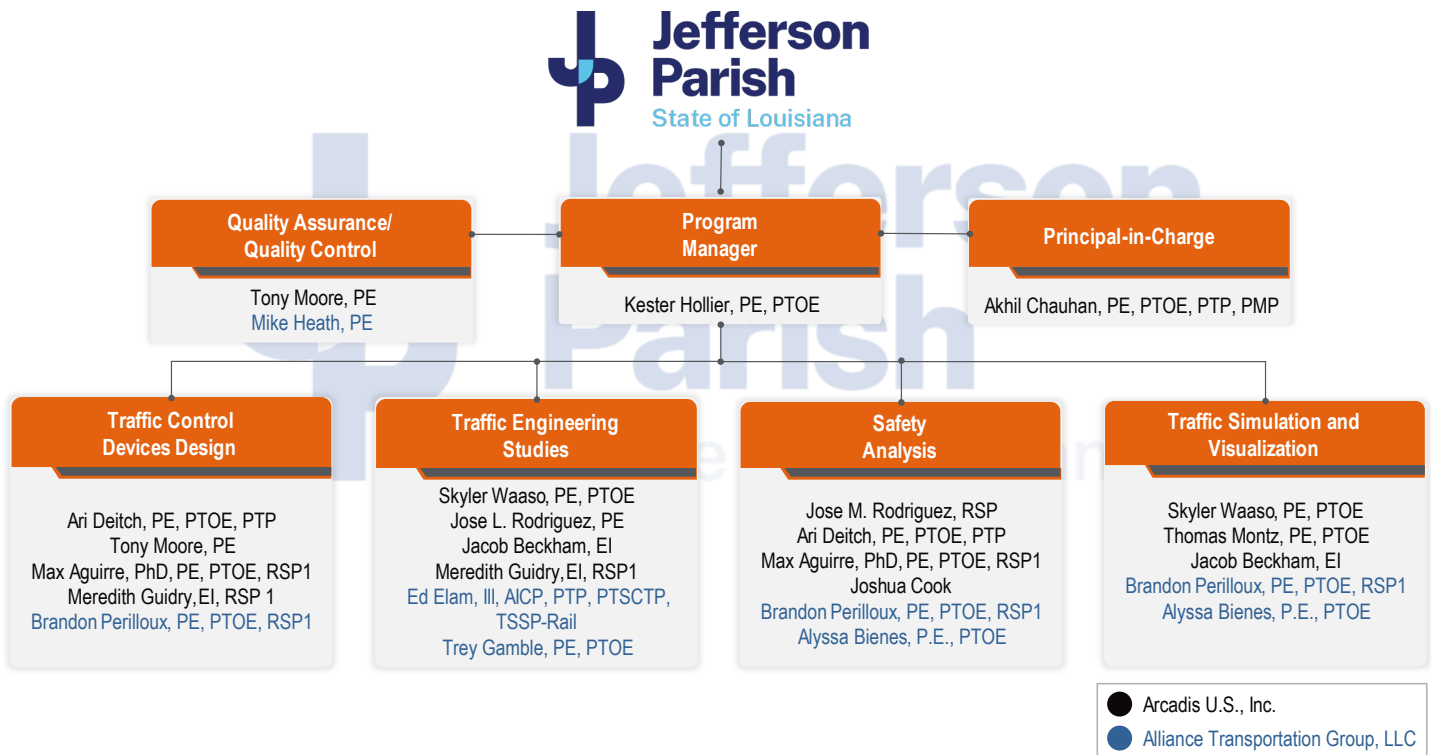 Jefferson
Parish
State of Louisiana
Jefferson
Parish
Quality Assurance/
Quality Control
Tony Moore, PE
Mike Heath, PE
Program
Manager
Kester Hollier, PE, PTOE
Principal-in-Charge
Akhil Chauhan, PE, PTOE, PTP, PMP
Traffic Control
Devices Design
Ari Deitch, PE, PTOE, PTP
Tony Moore, PE
Max Aguirre, PhD, PE, PTOE, RSP1
Meredith Guidry, EI, RSP 1
Brandon Perilloux, PE, PTOE, RSP1
Traffic Engineering
Studies
Skyler Waaso, PE, PTOE
Jose L. Rodriguez, PE
Jacob Beckham, EI
Meredith Guidry, EI, RSP1
Ed Elam, III, AICP, PTP, PTSCTP,
TSSP-Rail
Trey Gamble, PE, PTOE
Safety
Analysis
Jose M. Rodriguez, RSP
Ari Deitch, PE, PTOE, PTP
Max Aguirre, PhD, PE, PTOE, RSP1
Joshua Cook
Brandon Perilloux, PE, PTOE, RSP1
Alyssa Bienes, P.E., PTOE
Traffic Simulation and
Visualization
Skyler Waaso, PE, PTOE
Thomas Montz, PE, PTOE
Jacob Beckham, EI
Brandon Perilloux, PE, PTOE, RSP1
Alyssa Bienes, P.E., PTOE
Arcadis U.S., Inc.
Alliance Transportation Group, LLC